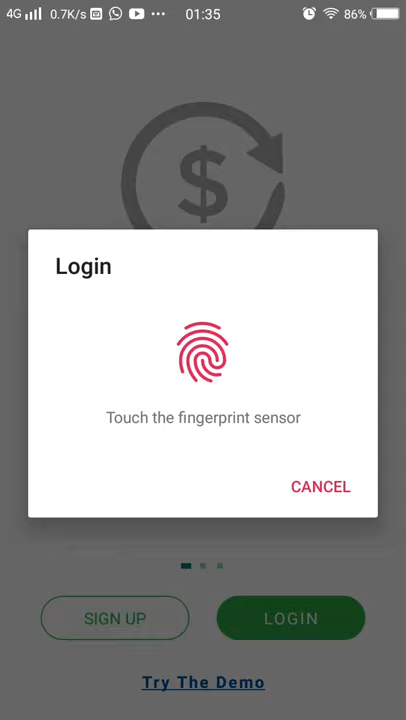 4G 0.7K/s ... 01:35 86%
$
Login
Touch the fingerprint sensor
CANCEL
SIGN UP LOGIN
Try The Demo